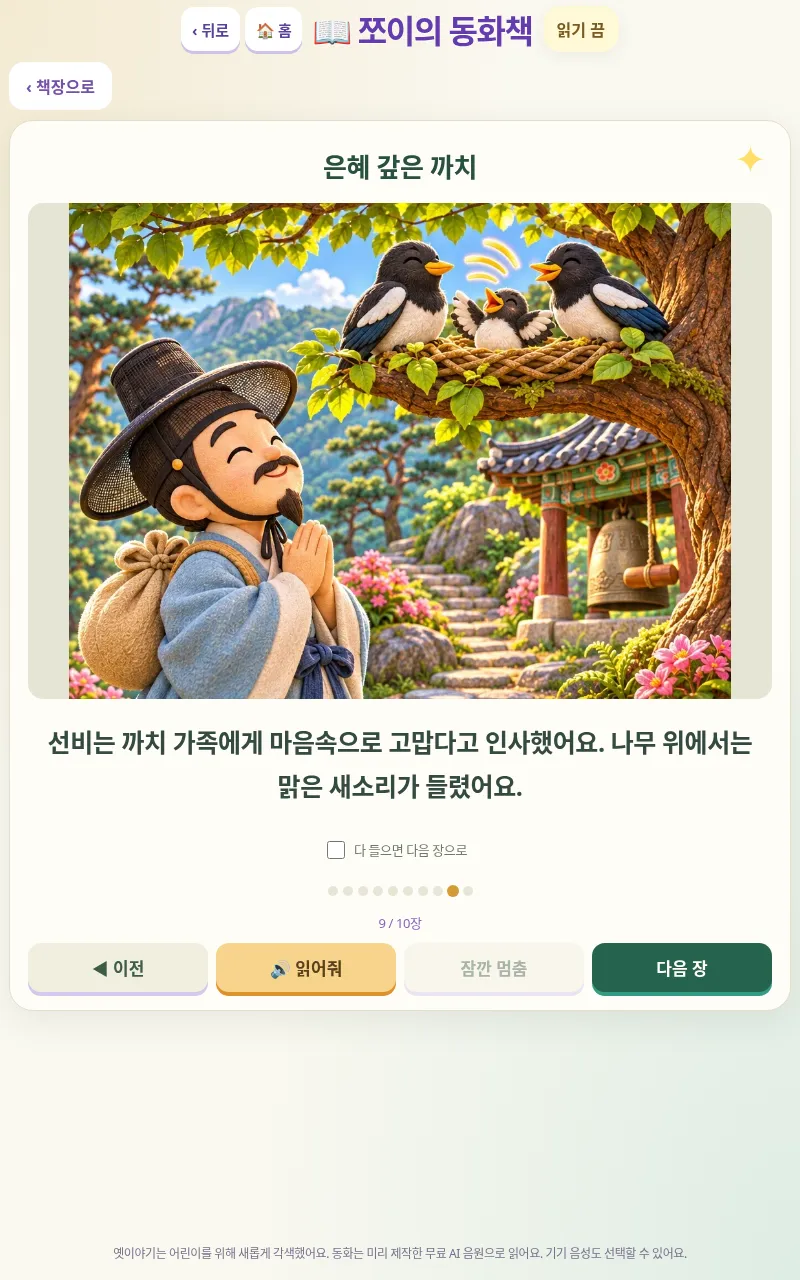 ‹ 뒤로
🏠 홈
📖 쪼이의 동화책
읽기 끔
‹ 책장으로
은혜 갚은 까치
선비는 까치 가족에게 마음속으로 고맙다고 인사했어요. 나무 위에서는
맑은 새소리가 들렸어요.
다 들으면 다음 장으로
9 / 10장
◀ 이전
🔊 읽어줘
잠깐 멈춤
다음 장
옛이야기는 어린이를 위해 새롭게 각색했어요. 동화는 미리 제작한 무료 AI 음원으로 읽어요. 기기 음성도 선택할 수 있어요.